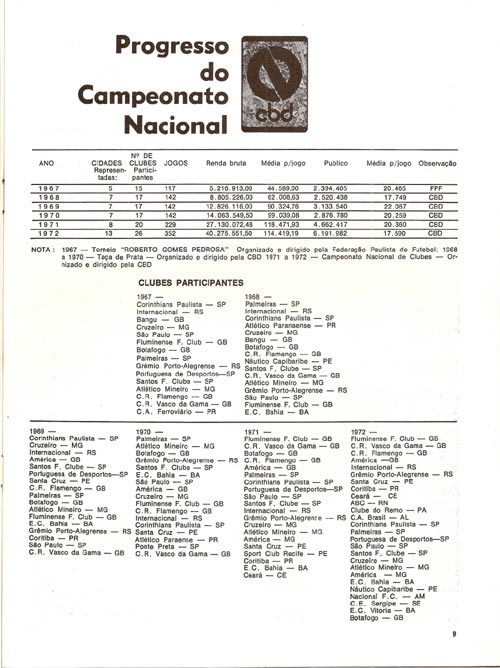 Progresso
do
Campeonato
Nacional
cbd
ANO CIDADES Represen-tadas: Nº DE CLUBES Partici-pantes JOGOS Renda bruta Média p/jogo Publico Média p/jogo Observação
1967 5 15 117 5.216.913,00 44.589,00 2.394.405 20.465 FPF
1968 7 17 142 8.805.226,00 62.008,63 2.520.438 17.749 CBD
1969 7 17 142 12.826.116,00 90.324,76 3.133.540 22.067 CBD
1970 7 17 142 14.063.549,50 99.039,08 2.876.780 20.259 CBD
1971 8 20 229 27.130.072,48 118.471,93 4.662.417 20.360 CBD
1972 13 26 352 40.275.551,50 114.419,19 6.191.982 17.590 CBD
NOTA: 1967 — Torneio "ROBERTO GOMES PEDROSA" Organizado e dirigido pela Federação Paulista de Futebol; 1968
a 1970 — Taça de Prata — Organizado e dirigido pela CBD 1971 a 1972 — Campeonato Nacional de Clubes — Or-
nizado e dirigido pela CBD
CLUBES PARTICIPANTES
1967 —
Corinthians Paulista — SP
Internacional — RS
Bangu — GB
Cruzeiro — MG
São Paulo — SP
Fluminense F. Club — GB
Botafogo — GB
Palmeiras — SP
Grêmio Porto-Alegrense — RS
Portuguesa de Desportos—SP
Santos F. Clube — SP
Atlético Mineiro — MG
C.R. Flamengo — GB
C.R. Vasco da Gama — GB
C.A. Ferroviário — PR
1968 —
Palmeiras — SP
Internacional — RS
Corinthians Paulista — SP
Atlético Paranaense — PR
Cruzeiro — MG
Bangu — GB
Botafogo — GB
C.R. Flamengo — GB
Náutico Capibaribe — PE
Santos F. Clube — SP
C.R. Vasco da Gama — GB
Atlético Mineiro — MG
Grêmio Porto-Alegrense — RS
São Paulo — SP
Fluminense F. Club — GB
E.C. Bahia — BA
1969 —
Corinthians Paulista — SP
Cruzeiro — MG
Internacional — RS
América — GB
Santos F. Clube — SP
Portuguesa de Desportos—SP
Santa Cruz — PE
C.R. Flamengo — GB
Palmeiras — SP
Botafogo — GB
Atlético Mineiro — MG
Fluminense F. Club — GB
E.C. Bahia — BA
Grêmio Porto-Alegrense — RS
Coritiba — PR
São Paulo — SP
C.R. Vasco da Gama — GB
1970 —
Palmeiras — SP
Atlético Mineiro — MG
Botafogo — GB
Grêmio Porto-Alegrense — RS
Santos F. Clube — SP
E.C. Bahia — BA
São Paulo — SP
América — GB
Cruzeiro — MG
Fluminense F. Clube — GB
C.R. Flamengo — GB
Internacional — RS
Corinthians Paulista — SP
Santa Cruz — PE
Atlético Paraense — PR
Ponte Preta — SP
C.R. Vasco da Gama — GB
1971 —
Fluminense F. Club — GB
C.R. Vasco da Gama — GB
Botafogo — GB
C.R. Flamengo — GB
América — GB
Palmeiras — SP
Corinthians Paulista — SP
Portuguesa de Desportos—SP
São Paulo — SP
Santos F. Clube — SP
Internacional — RS
Grêmio Porto-Alegrense — RS
Cruzeiro — MG
Atlético Mineiro — MG
América — MG
Santa Cruz — PE
Sport Club Recife — PE
Coritiba — PR
E.C. Bahia — BA
Ceará — CE
1972 —
Fluminense F. Club — GB
C.R. Vasco da Gama — GB
C.R. Flamengo — GB
América —GB
Internacional — RS
Grêmio Porto-Alegrense — RS
Santa Cruz — PE
Coritiba — PR
Ceará — CE
ABC — RN
Clube do Remo — PA
C.A. Brasil — AL
Corinthians Paulista — SP
Palmeiras — SP
Portuguesa de Desportos—SP
São Paulo — SP
Santos F. Clube — SP
Cruzeiro — MG
Atlético Mineiro — MG
América — MG
E.C. Bahia — BA
Náutico Capibaribe — PE
Nacional F.C. — AM
C.E. Sergipe — SE
E.C. Vitoria — BA
Botafogo — GB
9